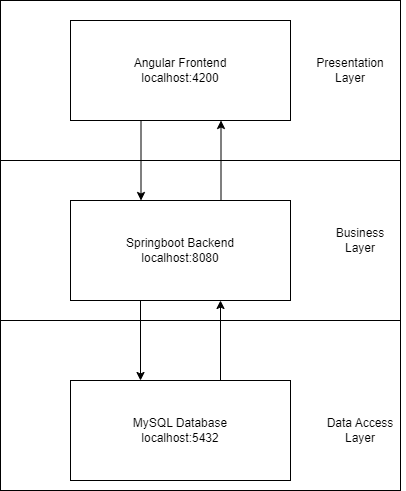 Angular Frontend
localhost:4200
Presentation
Layer
Springboot Backend
localhost:8080
Business
Layer
MySQL Database
localhost:5432
Data Access
Layer